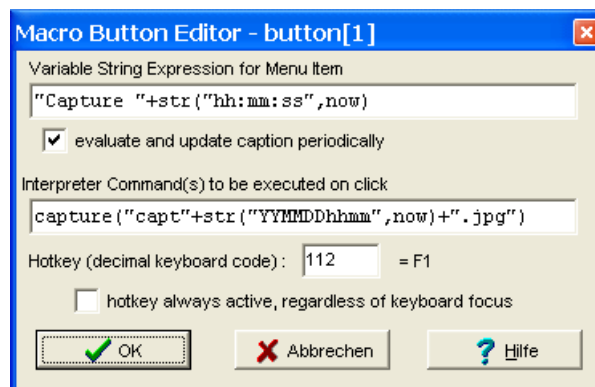 Macro Button Editor - button[1]
Variable String Expression for Menu Item
"Capture "+str("hh:mm:ss",now)
evaluate and update caption periodically
Interpreter Command(s) to be executed on click
capture("capt"+str("YYMMDDhhmm",now)+".jpg")
Hotkey (decimal keyboard code) : 112 = F1
hotkey always active, regardless of keyboard focus
OK Abbrechen Hilfe